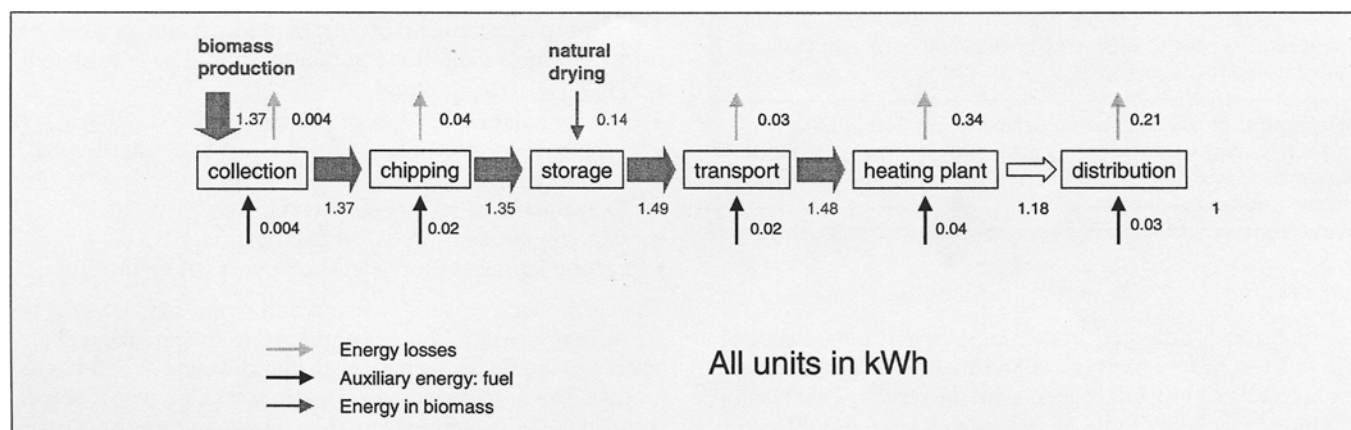 biomass
production
natural
drying
1.37
0.004
0.04
0.14
0.03
0.34
0.21
collection
chipping
storage
transport
heating plant
distribution
1.37
1.35
1.49
1.48
1.18
1
0.004
0.02
0.02
0.04
0.03
Energy losses
Auxiliary energy: fuel
Energy in biomass
All units in kWh